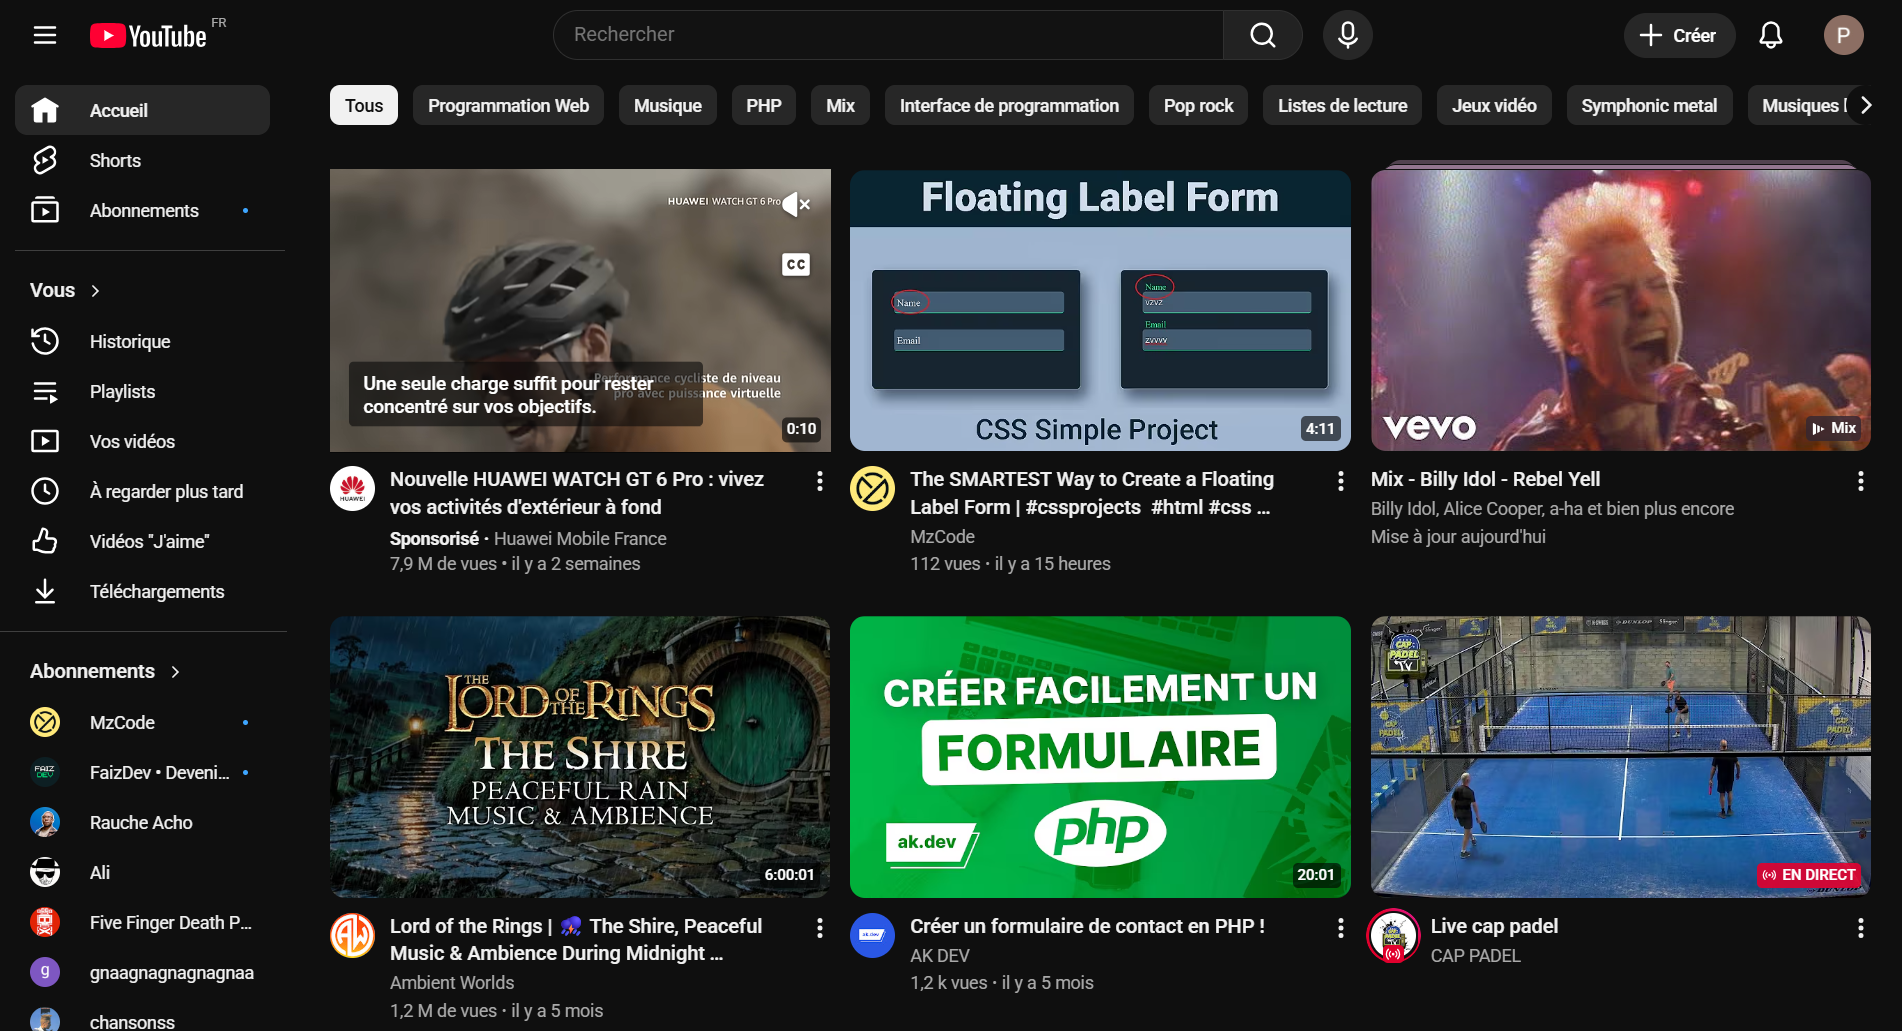 YouTube FR
Rechercher
Créer
P
Accueil
Shorts
Abonnements
Vous
Historique
Playlists
Vos vidéos
À regarder plus tard
Vidéos "J'aime"
Téléchargements
Abonnements
MzCode
FaizDev • Deveni...
Rauche Acho
Ali
Five Finger Death P...
g
gnaagnagnagnagnaa
chansonss
Tous
Programmation Web
Musique
PHP
Mix
Interface de programmation
Pop rock
Listes de lecture
Jeux vidéo
Symphonic metal
Musiques
HUAWEI WATCH GT 6 Pro
CC
Performance cycliste de niveau
pro avec puissance virtuelle
Une seule charge suffit pour rester
concentré sur vos objectifs.
0:10
HUAWEI
Nouvelle HUAWEI WATCH GT 6 Pro : vivez
vos activités d'extérieur à fond
Sponsorisé • Huawei Mobile France
7,9 M de vues • il y a 2 semaines
Floating Label Form
Name
Email
Name
vzvz
Email
zvvvv
CSS Simple Project
4:11
The SMARTEST Way to Create a Floating
Label Form | #cssprojects #html #css ...
MzCode
112 vues • il y a 15 heures
vevo
Mix
Mix - Billy Idol - Rebel Yell
Billy Idol, Alice Cooper, a-ha et bien plus encore
Mise à jour aujourd'hui
THE
LORD OF THE RINGS
THE SHIRE
PEACEFUL RAIN
MUSIC & AMBIENCE
6:00:01
AW
Lord of the Rings | ⛈️ The Shire, Peaceful
Music & Ambience During Midnight ...
Ambient Worlds
1,2 M de vues • il y a 5 mois
CRÉER FACILEMENT UN
FORMULAIRE
php
ak.dev
20:01
AK.DEV
Créer un formulaire de contact en PHP !
AK DEV
1,2 k vues • il y a 5 mois
CAP
PADEL
TV
EN DIRECT
Live cap padel
CAP PADEL